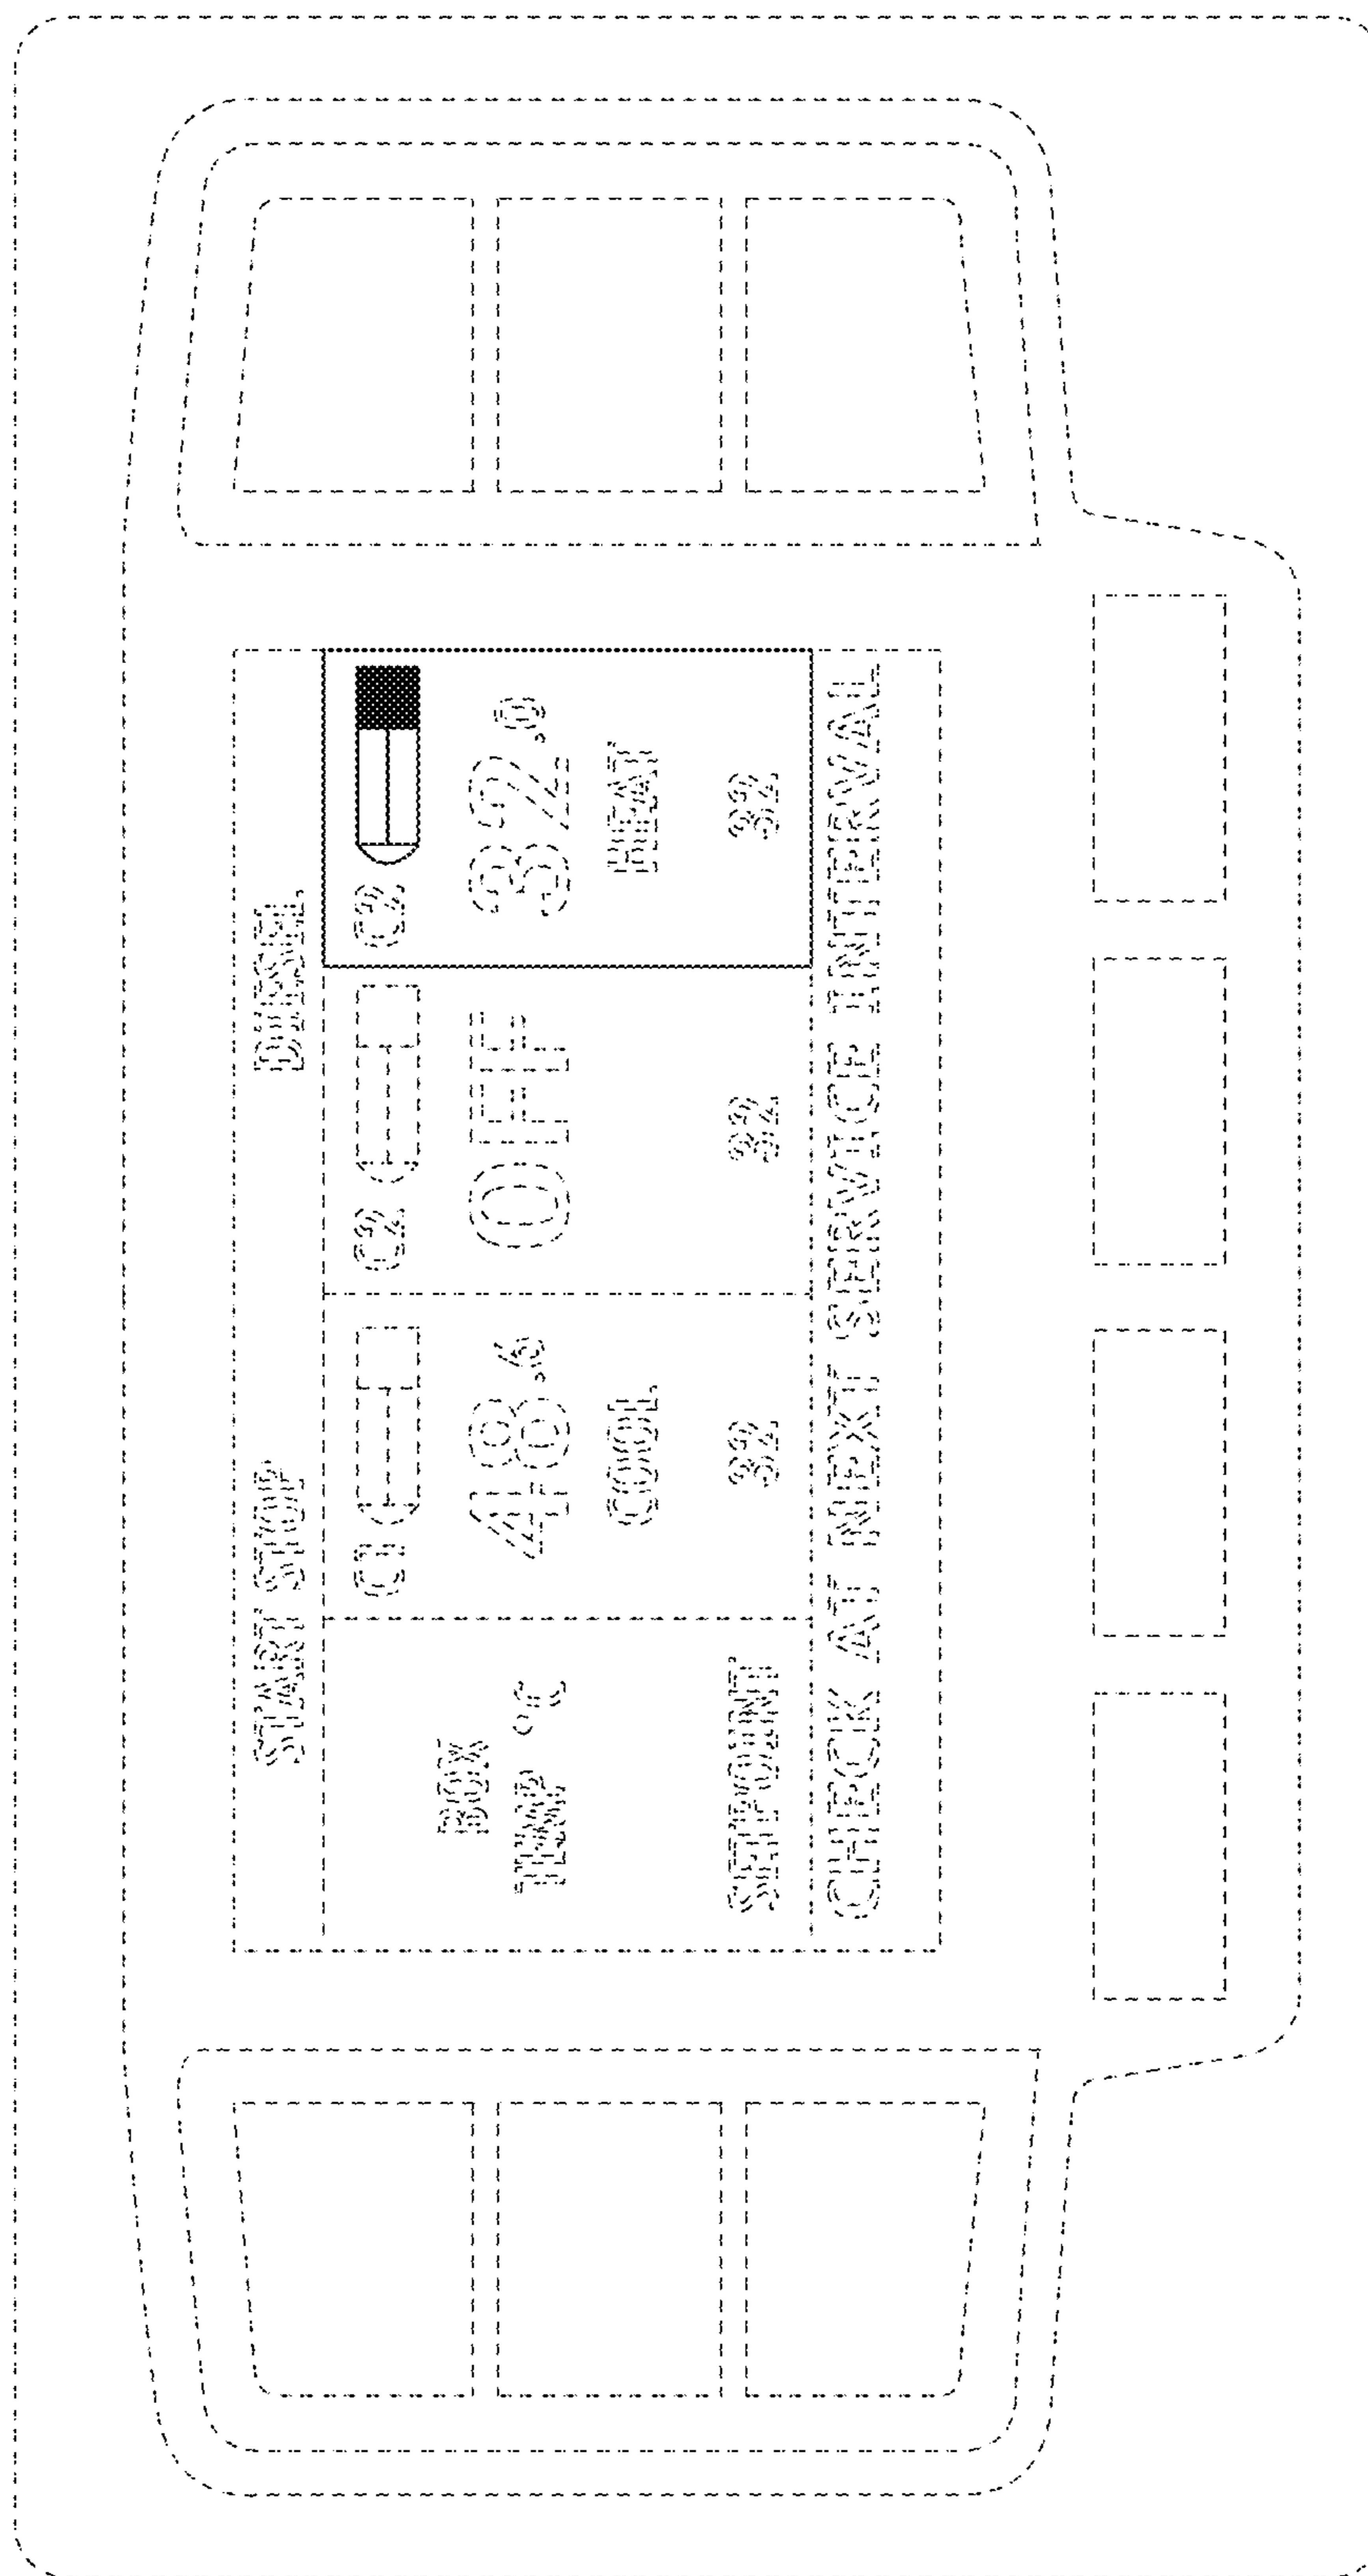 START STOP DIESEL
C1 C2 C2
BOX
TEMP °C 48.6 OFF 32.0
COOL HEAT
SETPOINT 32 32 32
CHECK AT NEXT SERVICE INTERVAL